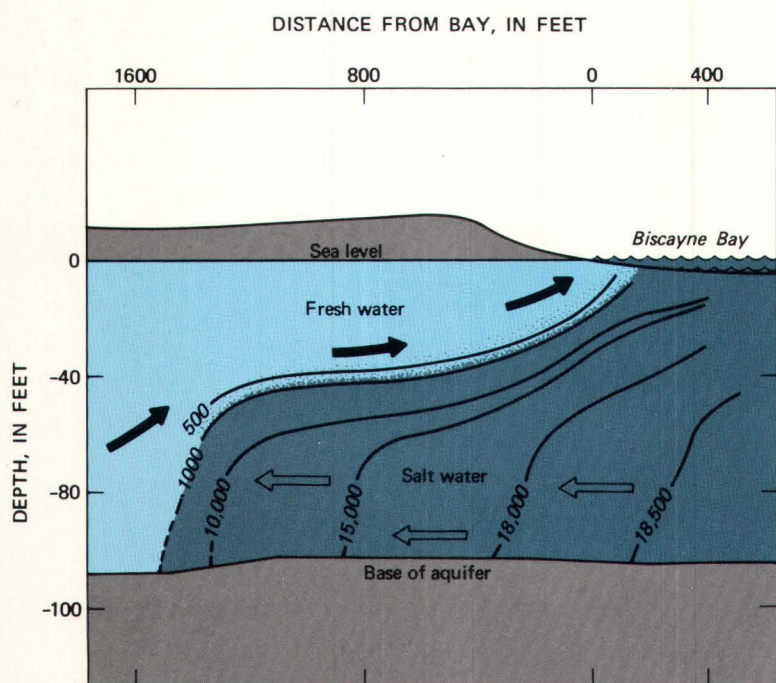 DISTANCE FROM BAY, IN FEET
1600 800 0 400
Biscayne Bay
Sea level
0
Fresh water
-40
500
1000
10,000
15,000
Salt water
18,000
18,500
-80
Base of aquifer
-100
DEPTH, IN FEET